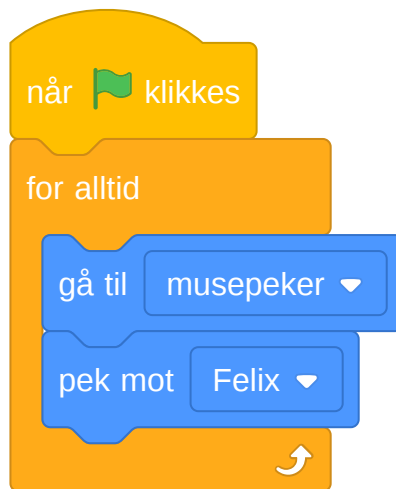 når klikkes
for alltid
gå til musepeker
pek mot Felix